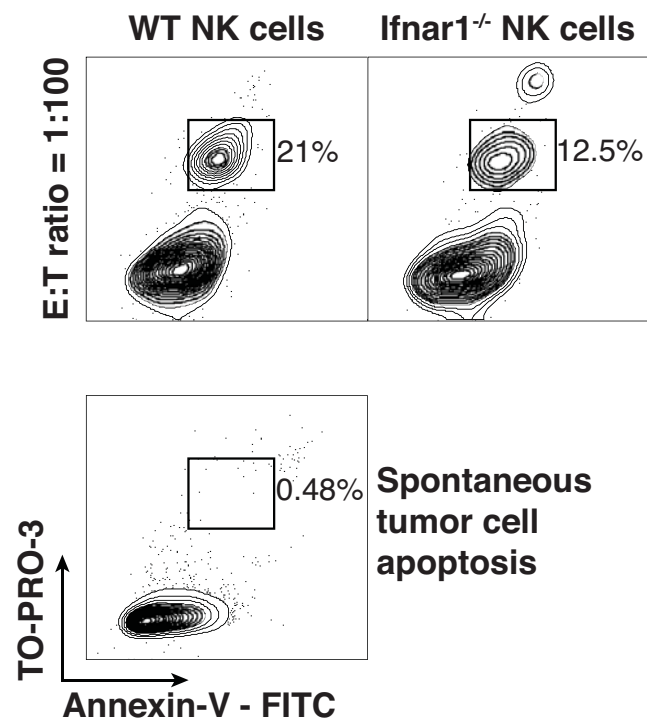 WT NK cells
Ifnar1-/- NK cells
E:T ratio = 1:100
21%
12.5%
0.48%
Spontaneous
tumor cell
apoptosis
TO-PRO-3
Annexin-V - FITC